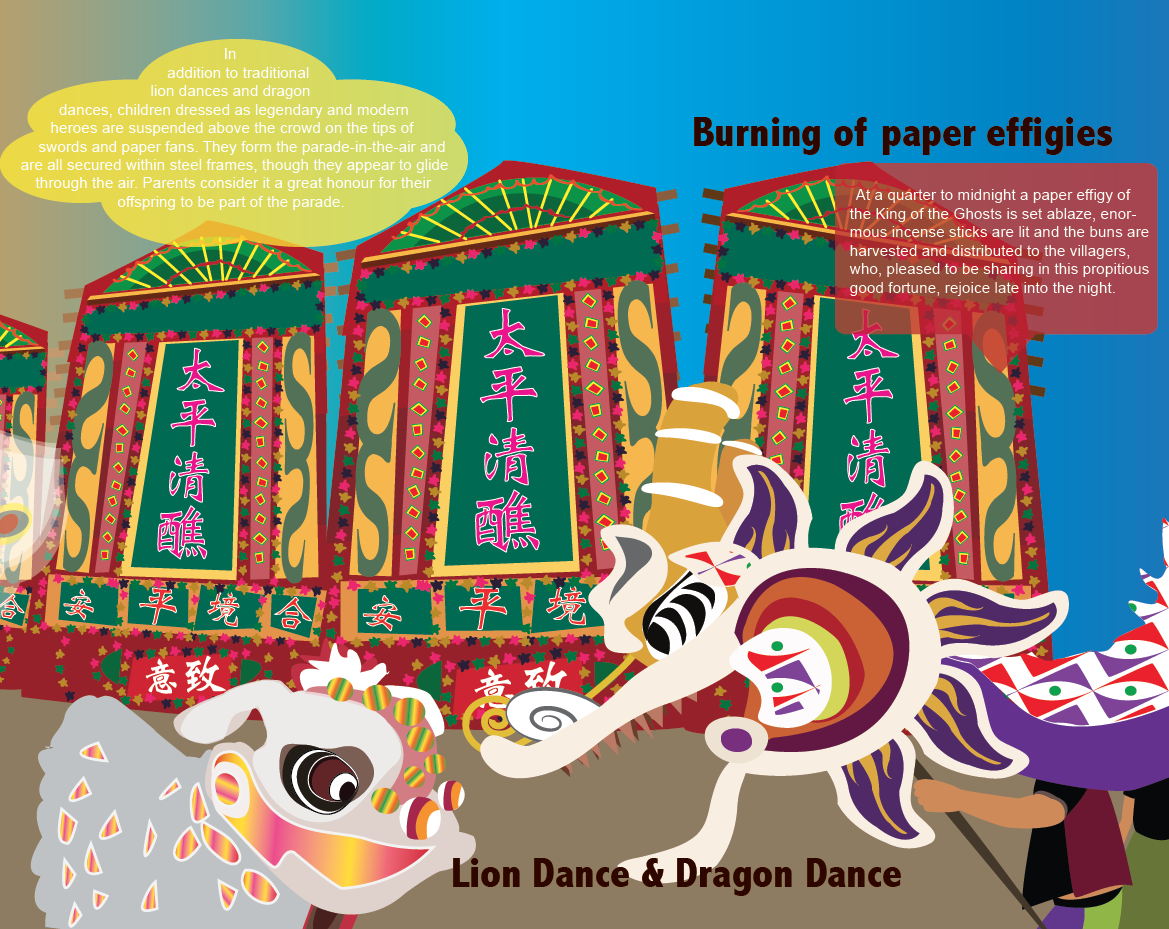 In
addition to traditional
lion dances and dragon
dances, children dressed as legendary and modern
heroes are suspended above the crowd on the tips of
swords and paper fans. They form the parade-in-the-air and
are all secured within steel frames, though they appear to glide
through the air. Parents consider it a great honour for their
offspring to be part of the parade.
Burning of paper effigies
At a quarter to midnight a paper effigy of
the King of the Ghosts is set ablaze, enor-
mous incense sticks are lit and the buns are
harvested and distributed to the villagers,
who, pleased to be sharing in this propitious
good fortune, rejoice late into the night.
太平清醮
太平清醮
太平清醮
合
安平境合
安平境
意致
意致
Lion Dance & Dragon Dance